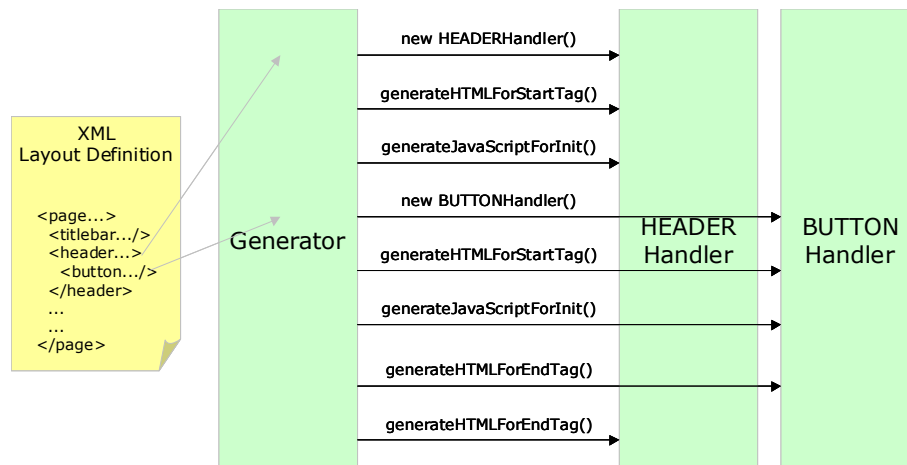 XML
Layout Definition
<page...>
<titlebar.../>
<header...>
<button.../>
</header>
...
...
</page>
Generator
new HEADERHandler()
generateHTMLForStartTag()
generateJavaScriptForInit()
new BUTTONHandler()
generateHTMLForStartTag()
generateJavaScriptForInit()
generateHTMLForEndTag()
generateHTMLForEndTag()
HEADER
Handler
BUTTON
Handler